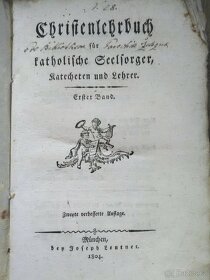 Christenlehrbuch
für
katholische Seelsorger,
Katecheten und Lehrer.
Erster Band.
Zweyte verbesserte Auflage.
München,
bey Joseph Lentner.
1804.